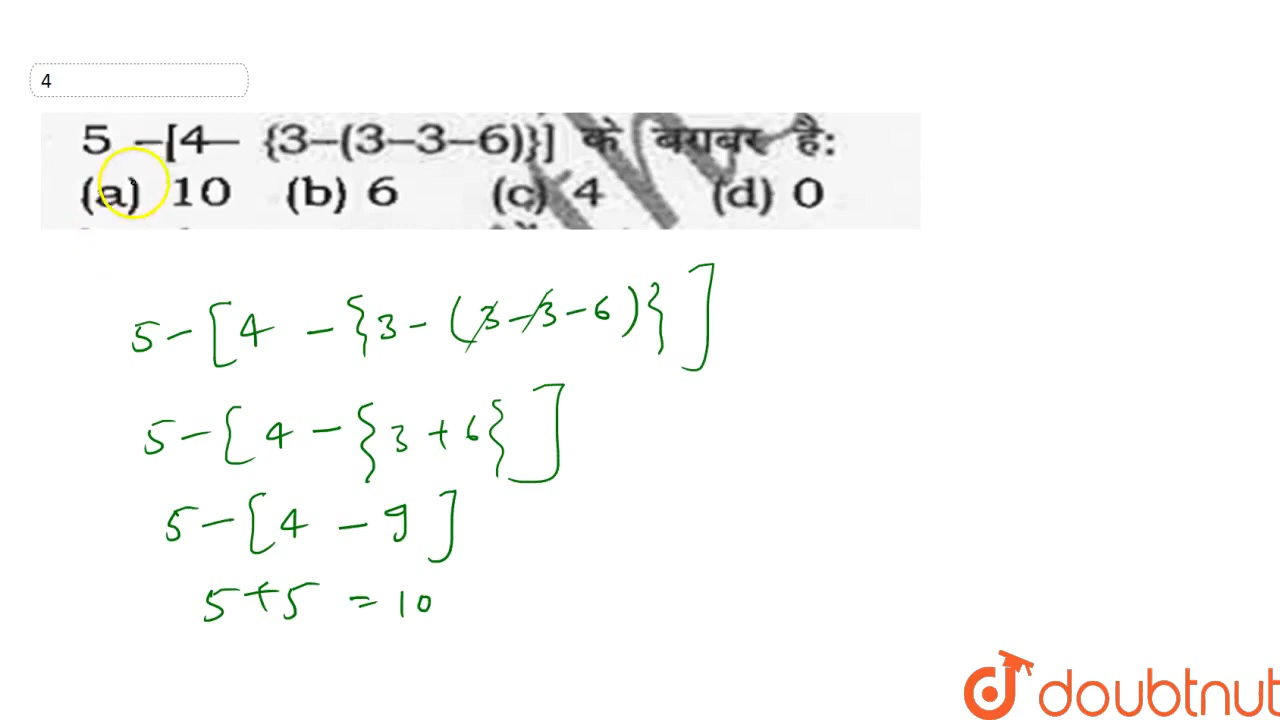 4
5 –[4– {3–(3–3–6)}] के बराबर है:
(a) 10 (b) 6 (c) 4 (d) 0
5 – [4 – {3 – (3 – 3 – 6)}]
5 – [4 – {3 + 6}]
5 – [4 – 9]
5 + 5 = 10
doubtnut